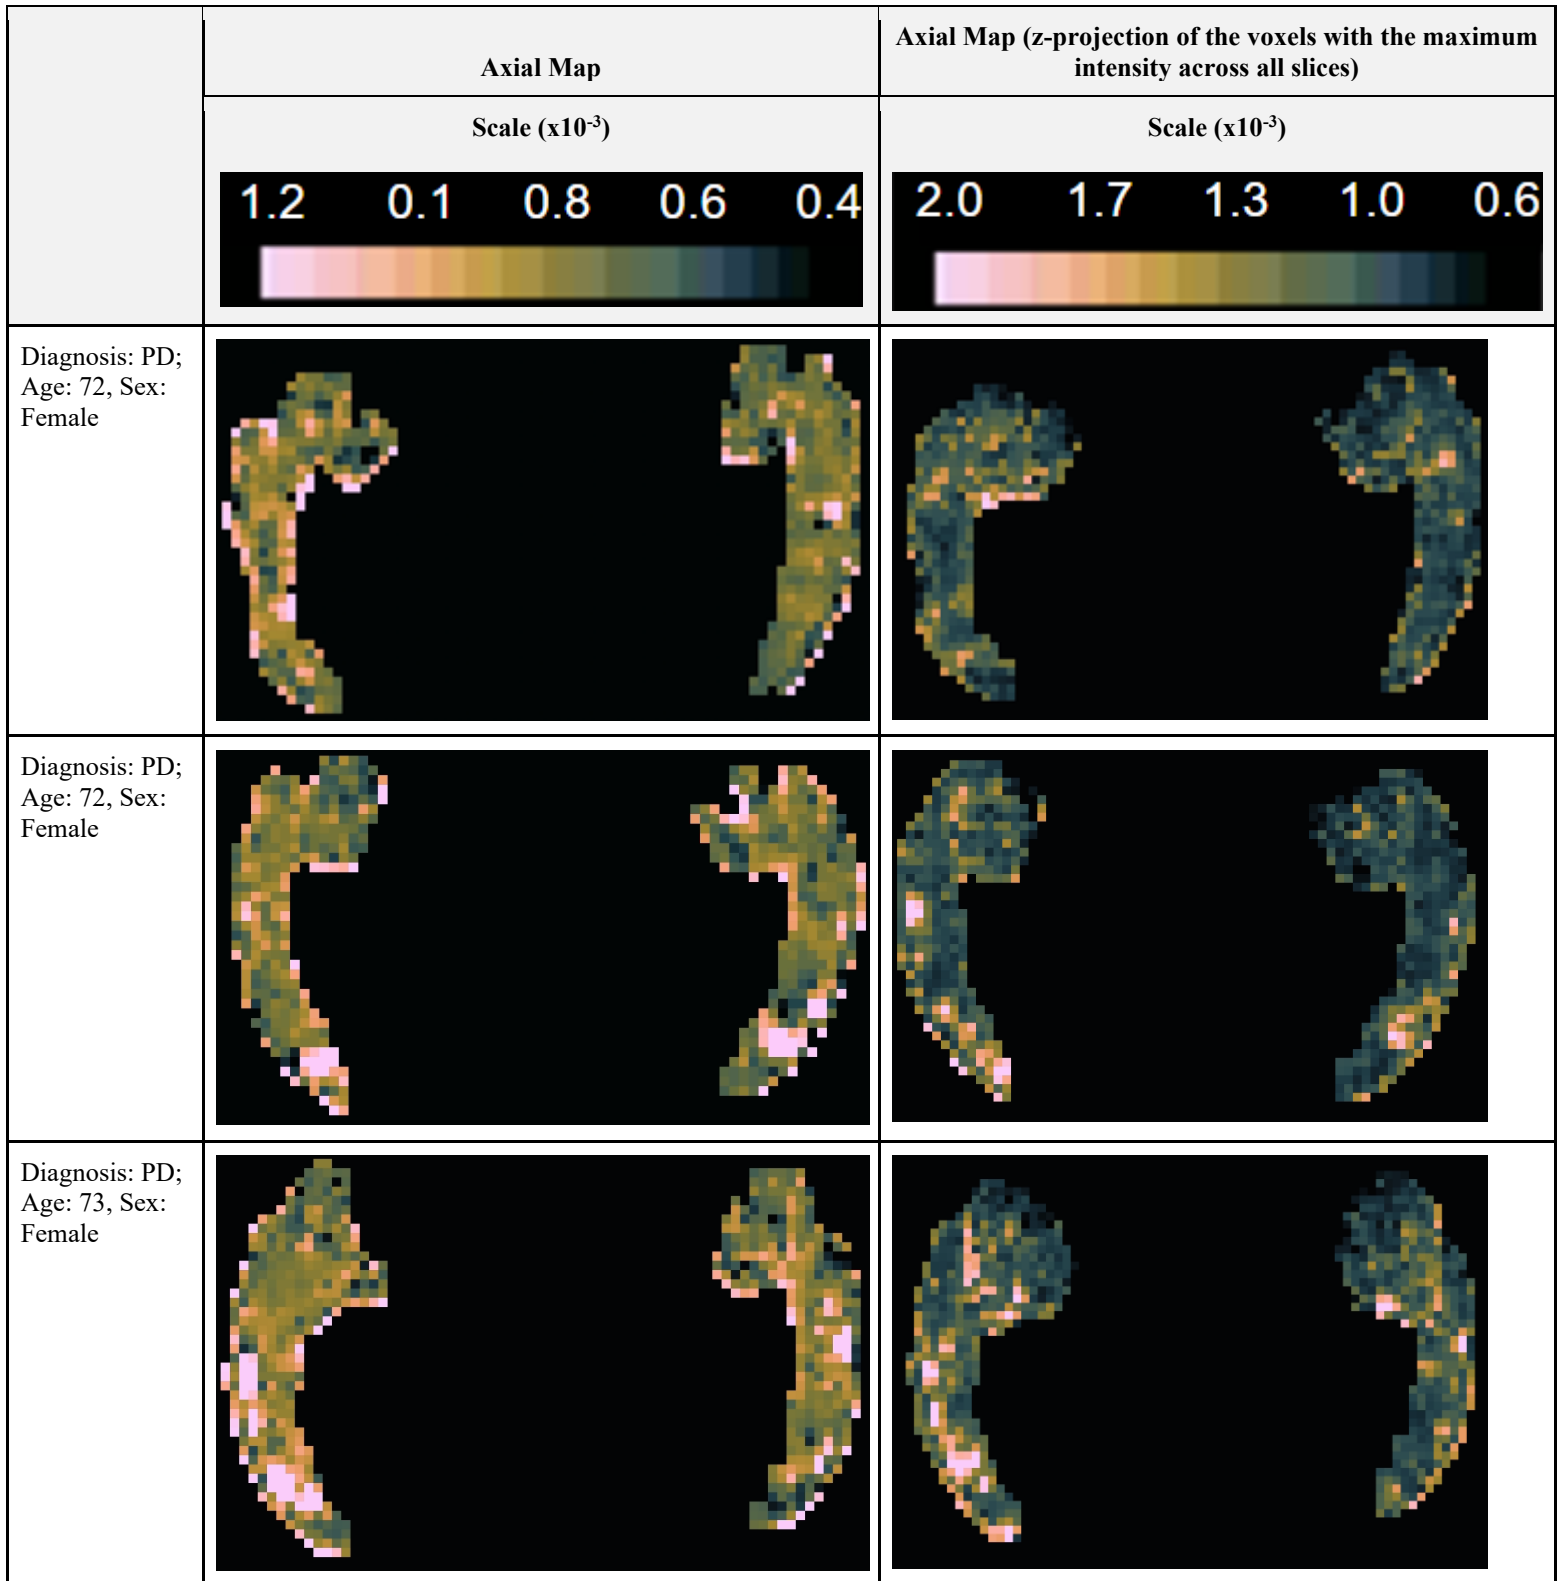 Axial Map
Axial Map (z-projection of the voxels with the maximum
intensity across all slices)
Scale (x10-3)
Scale (x10-3)
1.2 0.1 0.8 0.6 0.4
2.0 1.7 1.3 1.0 0.6
Diagnosis: PD;
Age: 72, Sex:
Female
Diagnosis: PD;
Age: 72, Sex:
Female
Diagnosis: PD;
Age: 73, Sex:
Female